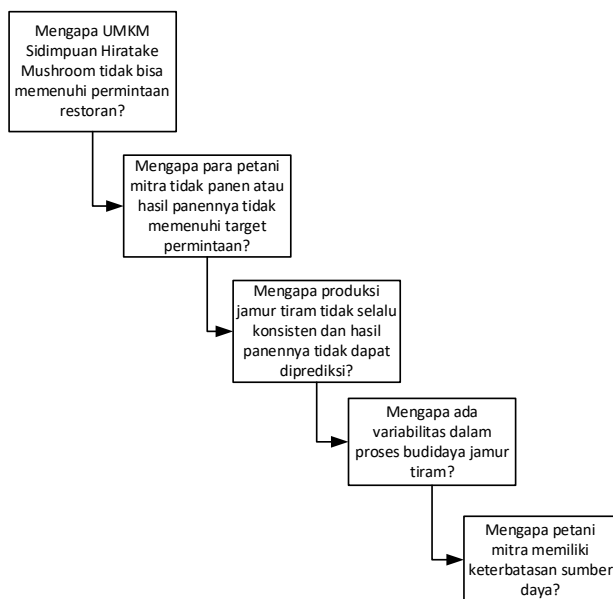 Mengapa UMKM
Sidimpuan Hiratake
Mushroom tidak bisa
memenuhi permintaan
restoran?
Mengapa para petani
mitra tidak panen atau
hasil panennya tidak
memenuhi target
permintaan?
Mengapa produksi
jamur tiram tidak selalu
konsisten dan hasil
panennya tidak dapat
diprediksi?
Mengapa ada
variabilitas dalam
proses budidaya jamur
tiram?
Mengapa petani
mitra memiliki
keterbatasan sumber
daya?